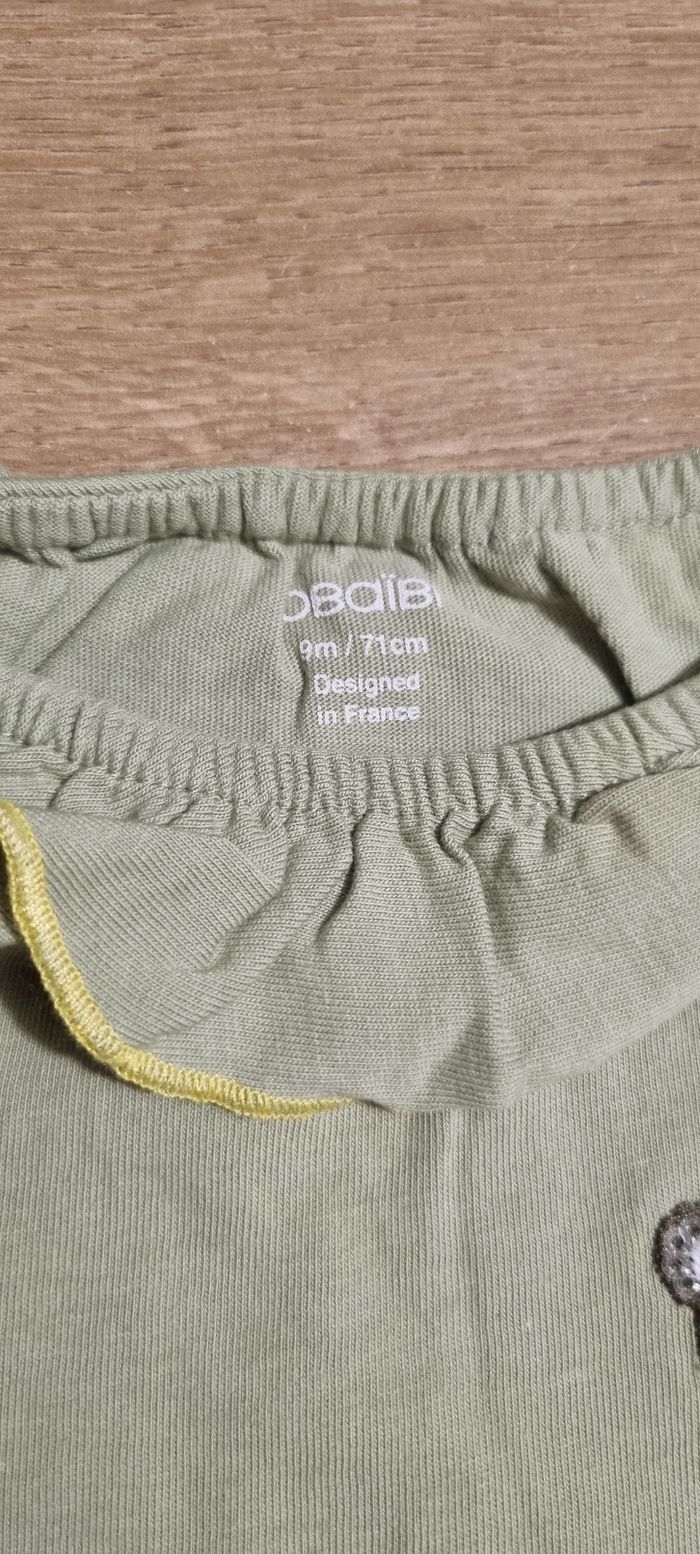 OBaïBI
9m / 71cm
Designed
in France